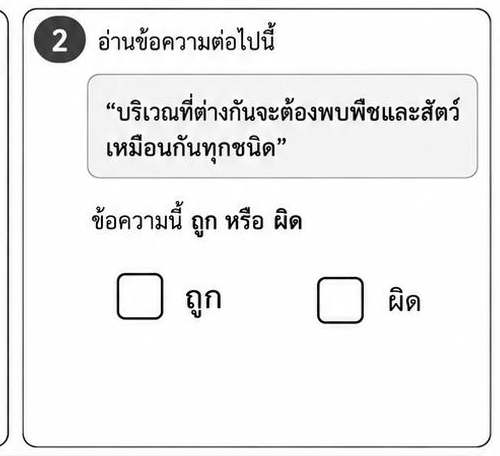 2 อ่านข้อความต่อไปนี้
“บริเวณที่ต่างกันจะต้องพบพืชและสัตว์
เหมือนกันทุกชนิด”
ข้อความนี้ ถูก หรือ ผิด
ถูก ผิด